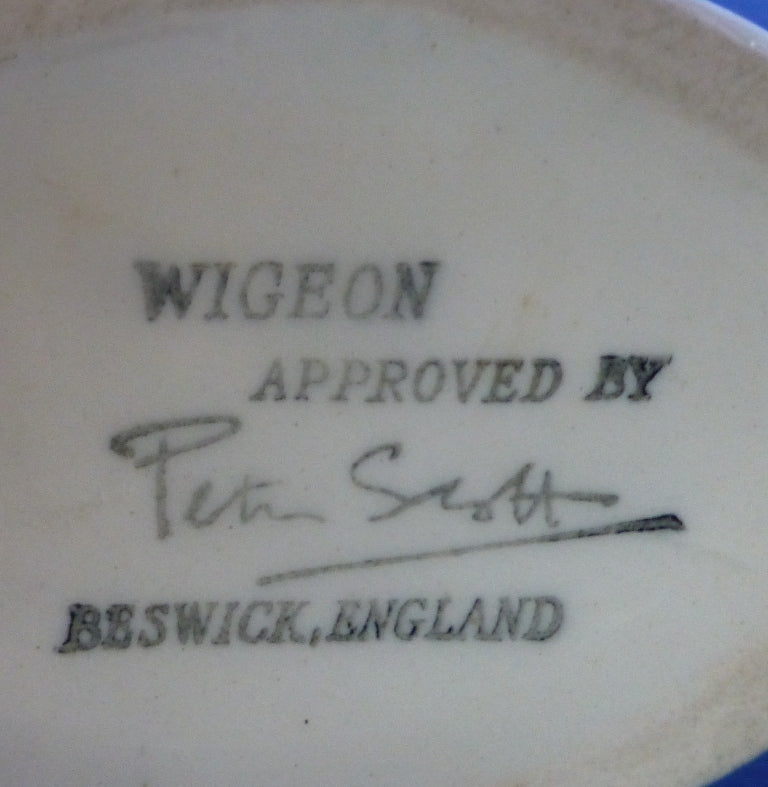 WIGEON
APPROVED BY
Peter Scott
BESWICK, ENGLAND